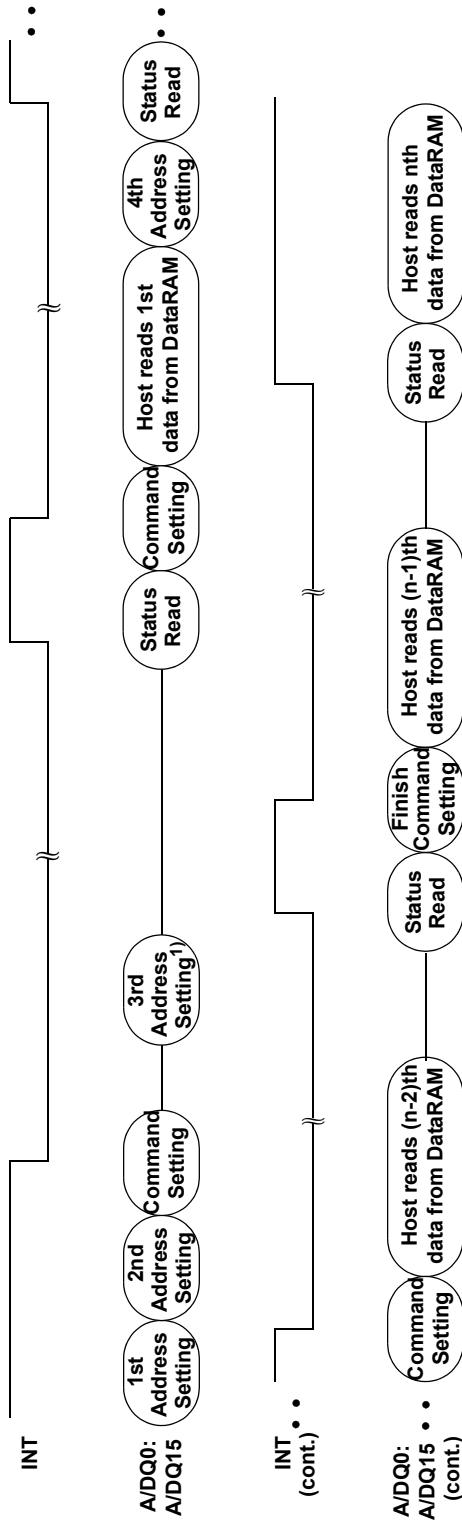 INT
A/DQ0:
A/DQ15
1st
Address
Setting
2nd
Address
Setting
Command
Setting
3rd
Address
Setting1)
Status
Read
Command
Setting
Host reads 1st
data from DataRAM
4th
Address
Setting
Status
Read
INT
(cont.)
A/DQ0:
A/DQ15
(cont.)
Command
Setting
Host reads (n-2)th
data from DataRAM
Status
Read
Finish
Command
Setting
Host reads (n-1)th
data from DataRAM
Status
Read
Host reads nth
data from DataRAM